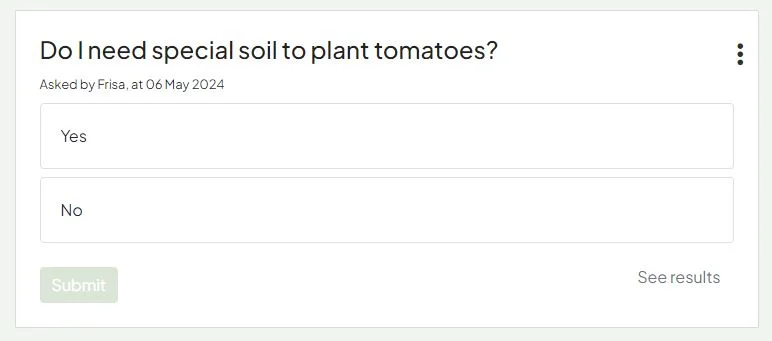 Do I need special soil to plant tomatoes?
Asked by Frisa, at 06 May 2024
Yes
No
Submit
See results